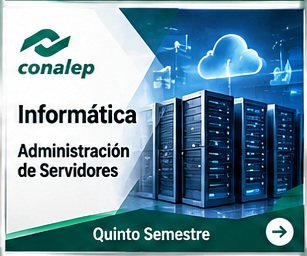 conalep
Informática
Administración
de Servidores
Quinto Semestre